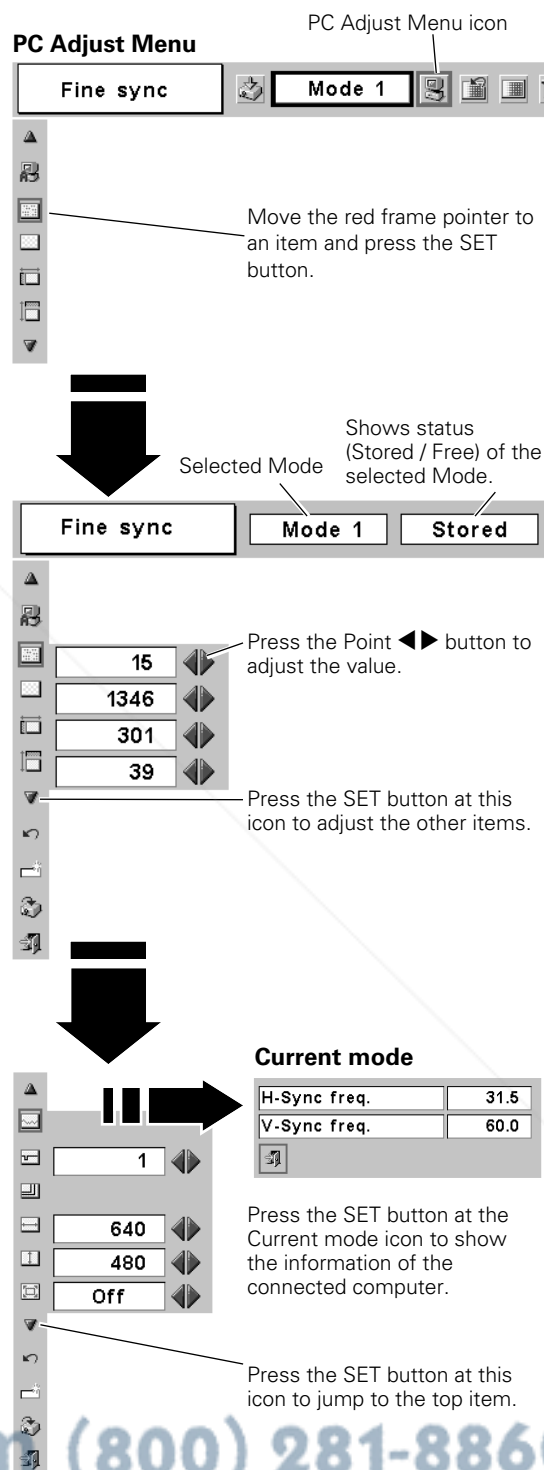 PC Adjust Menu icon
PC Adjust Menu
Fine sync
Mode 1
Move the red frame pointer to
an item and press the SET
button.
Shows status
(Stored / Free) of the
selected Mode.
Selected Mode
Fine sync
Mode 1
Stored
Press the Point ◀▶ button to
adjust the value.
15
1346
301
39
Press the SET button at this
icon to adjust the other items.
Current mode
H-Sync freq. 31.5
V-Sync freq. 60.0
1
640
480
Off
Press the SET button at the
Current mode icon to show
the information of the
connected computer.
Press the SET button at this
icon to jump to the top item.
m (800) 281-886